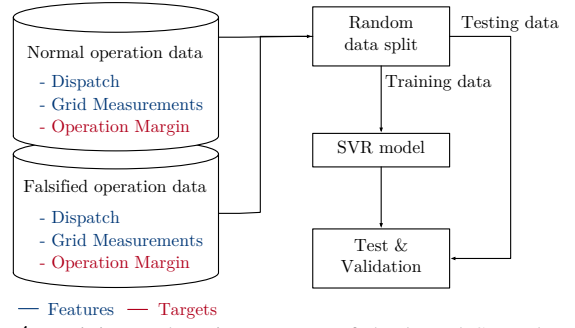 Normal operation data
- Dispatch
- Grid Measurements
- Operation Margin
Falsified operation data
- Dispatch
- Grid Measurements
- Operation Margin
Random
data split
Testing data
Training data
SVR model
Test &
Validation
Features
Targets